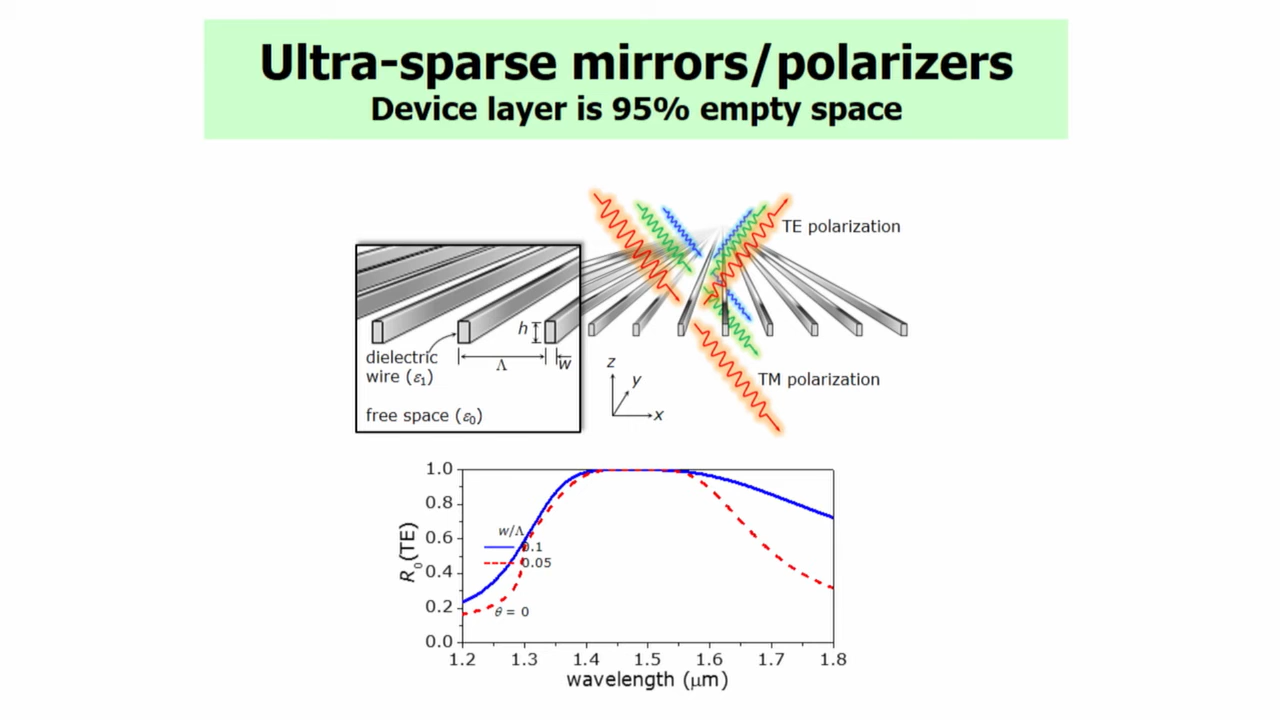 Ultra-sparse mirrors/polarizers
Device layer is 95% empty space
TE polarization
h
dielectric
wire (ε₁)
Λ
w
free space (ε₀)
z
y
x
TM polarization
R₀(TE)
1.0
0.8
0.6
0.4
0.2
0.0
w/Λ
0.1
0.05
θ = 0
1.2 1.3 1.4 1.5 1.6 1.7 1.8
wavelength (μm)